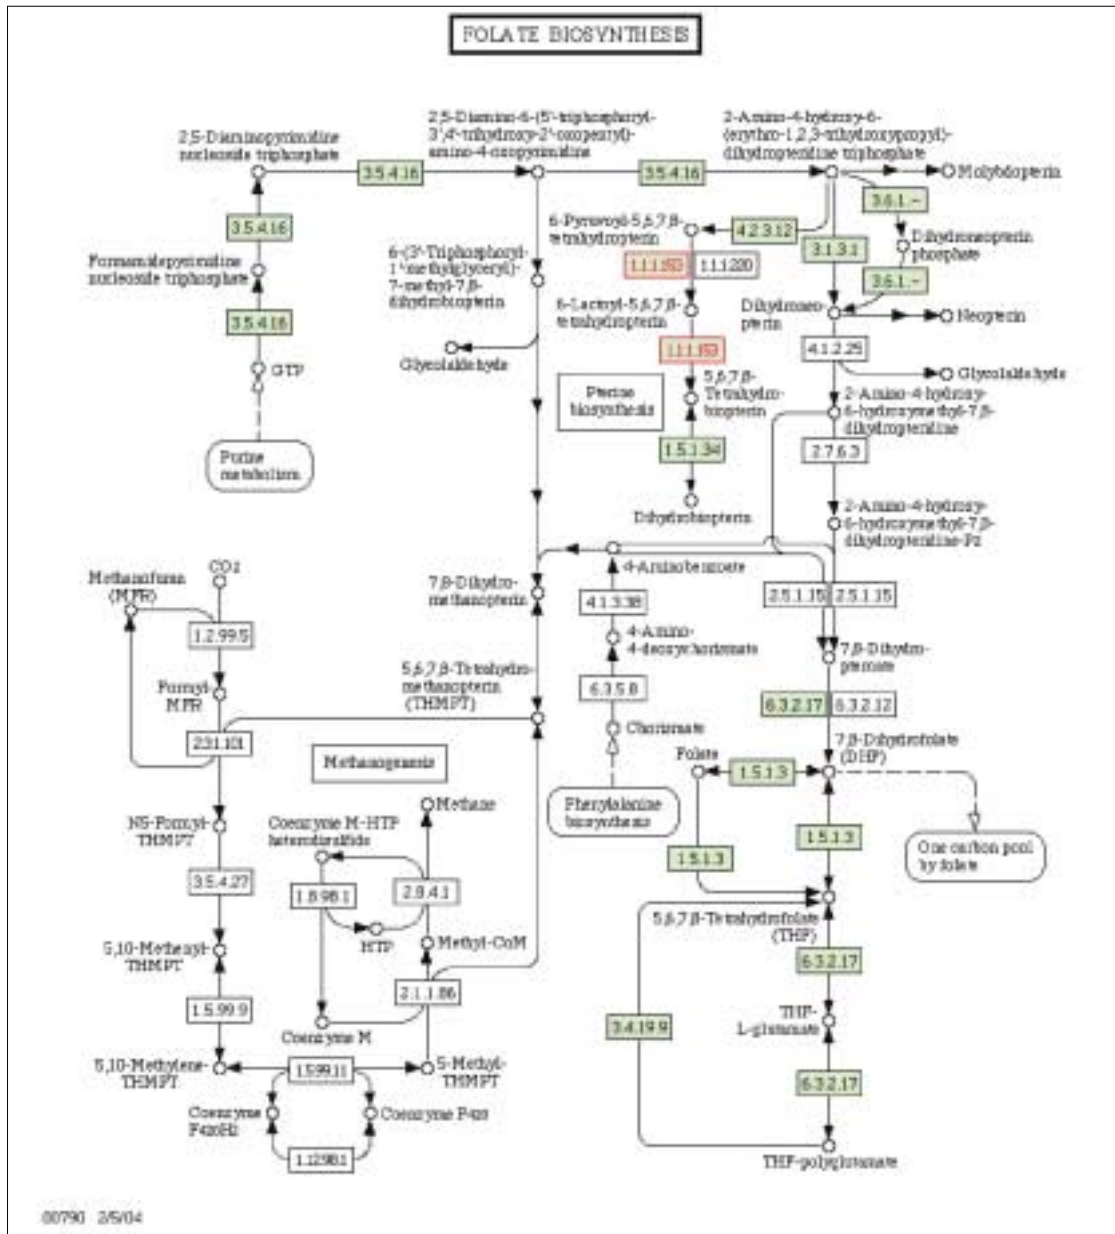 FOLATE BIOSYNTHESIS
2,5-Diaminopyrimidine
nucleoside triphosphate
2,5-Diamino-6-(5'-triphosphoryl-
3',4'-trihydroxy-2'-oxopentyl)-
amino-4-oxopyrimidine
2-Amino-4-hydroxy-6-
(erythro-1,2,3-trihydroxypropyl)-
dihydropteridine triphosphate
3.5.4.16
3.5.4.16
Molybdopterin
3.6.1.-
3.5.4.16
6-Pyruvoyl-5,6,7,8-
tetrahydropterin
4.2.3.12
3.1.3.1
Dihydroneopterin
phosphate
Formamidopyrimidine
nucleoside triphosphate
6-(3'-Triphosphoryl-
1'-methylglyceryl)-
7-methyl-7,8-
dihydrobiopterin
1.1.1.153
1.1.1.220
3.6.1.-
6-Lactoyl-5,6,7,8-
tetrahydropterin
Dihydroneo-
pterin
Neopterin
3.5.4.16
1.1.1.153
4.1.2.25
GTP
Glycolaldehyde
Glycolaldehyde
Pterine
biosynthesis
5,6,7,8-
Tetrahydro-
biopterin
2-Amino-4-hydroxy-
6-hydroxymethyl-7,8-
dihydropteridine
1.5.1.34
2.7.6.3
Purine
metabolism
Dihydrobiopterin
2-Amino-4-hydroxy-
6-hydroxymethyl-7,8-
dihydropteridine-P2
CO2
Methanofuran
(MFR)
7,8-Dihydro-
methanopterin
4-Aminobenzoate
4.1.3.38
2.5.1.15
2.5.1.15
1.2.99.5
4-Amino-
4-deoxychorismate
7,8-Dihydro-
pteroate
Formyl-
MFR
5,6,7,8-Tetrahydro-
methanopterin
(THMPT)
6.3.5.8
6.3.2.17
6.3.2.12
2.3.1.101
Chorismate
7,8-Dihydrofolate
(DHF)
Methanogenesis
Folate
1.5.1.3
Phenylalanine
biosynthesis
N5-Formyl-
THMPT
Coenzyme M-HTP
heterodisulfide
Methane
1.5.1.3
1.5.1.3
One carbon pool
by folate
3.5.4.27
1.8.98.1
2.8.4.1
5,6,7,8-Tetrahydrofolate
(THF)
HTP
Methyl-CoM
5,10-Methenyl-
THMPT
6.3.2.17
2.1.1.86
1.5.99.9
Coenzyme M
THF-
L-glutamate
3.4.19.9
5,10-Methylene-
THMPT
1.5.99.11
5-Methyl-
THMPT
6.3.2.17
Coenzyme
F420H2
Coenzyme F420
1.12.98.1
THF-polyglutamate
00790 2/5/04